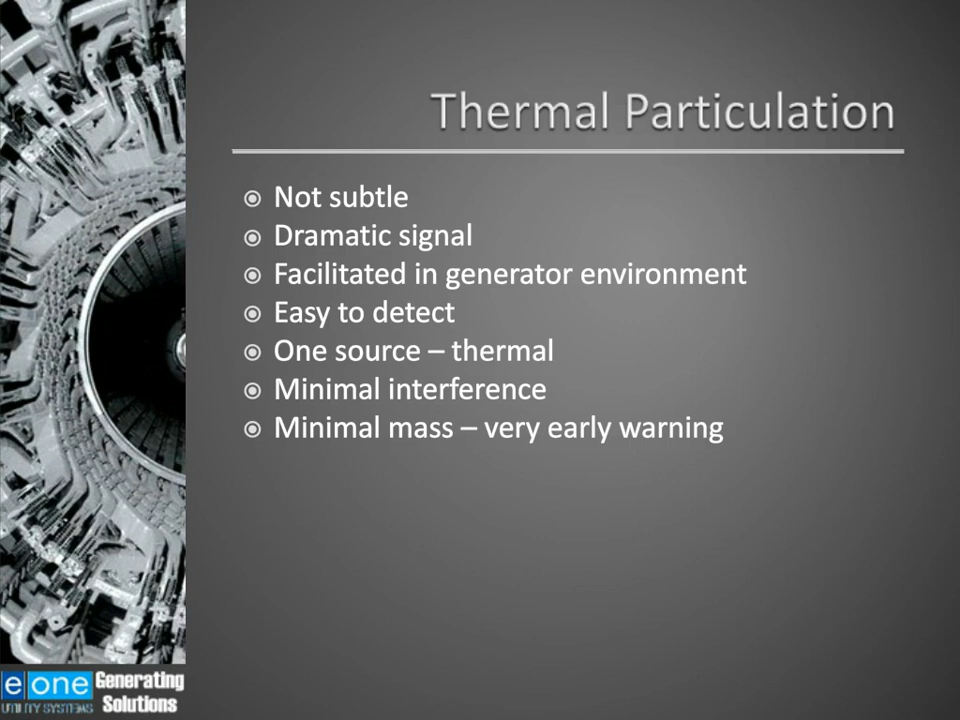 Thermal Particulation
Not subtle
Dramatic signal
Facilitated in generator environment
Easy to detect
One source – thermal
Minimal interference
Minimal mass – very early warning
e one Generating
UTILITY SYSTEMS Solutions